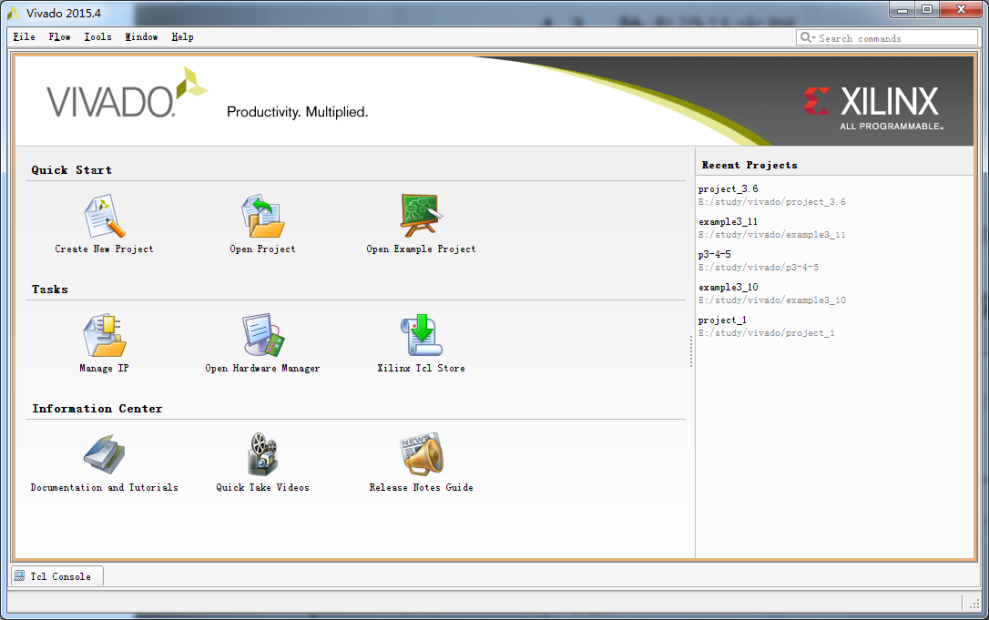 Vivado 2015.4
File Flow Tools Window Help
Search commands
VIVADO.
Productivity. Multiplied.
XILINX
ALL PROGRAMMABLE™
Quick Start
Create New Project
Open Project
Open Example Project
Tasks
Manage IP
Open Hardware Manager
Xilinx Tcl Store
Information Center
NEWS
Documentation and Tutorials
Quick Take Videos
Release Notes Guide
Recent Projects
project_3.6
E:/study/vivado/project_3.6
example3_11
E:/study/vivado/example3_11
p3-4-5
E:/study/vivado/p3-4-5
example3_10
E:/study/vivado/example3_10
project_1
E:/study/vivado/project_1
Tcl Console